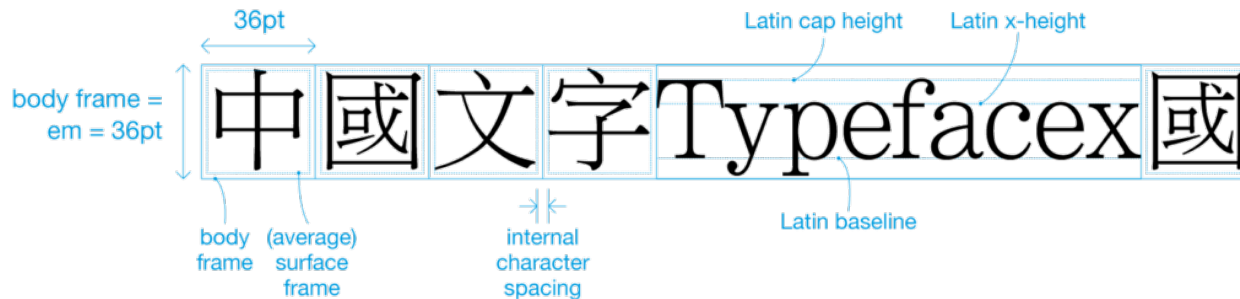 36pt
Latin cap height
Latin x-height
body frame =
em = 36pt
中國文字Typefacex國
body
frame
(average)
surface
frame
internal
character
spacing
Latin baseline